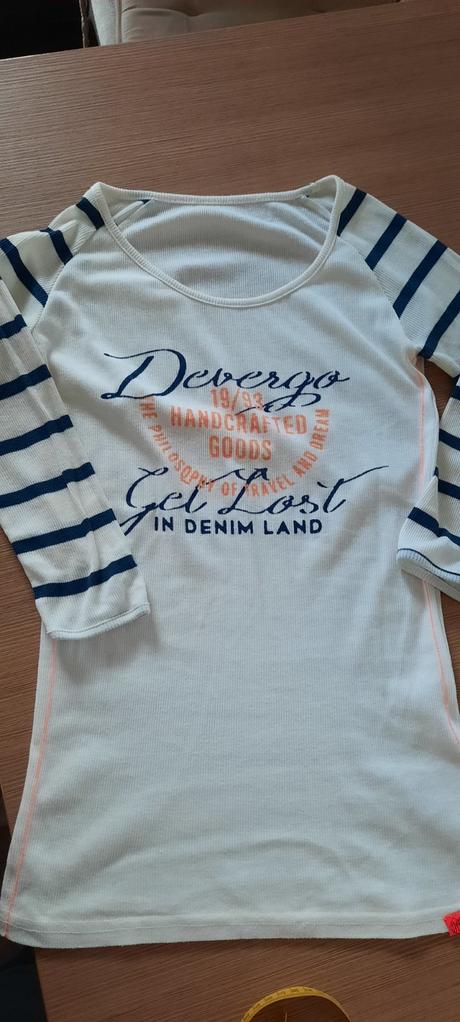 Devergo
19/93
HANDCRAFTED
GOODS
THE PHILOSOPHY OF TRAVEL AND DREAM
Get Lost
IN DENIM LAND